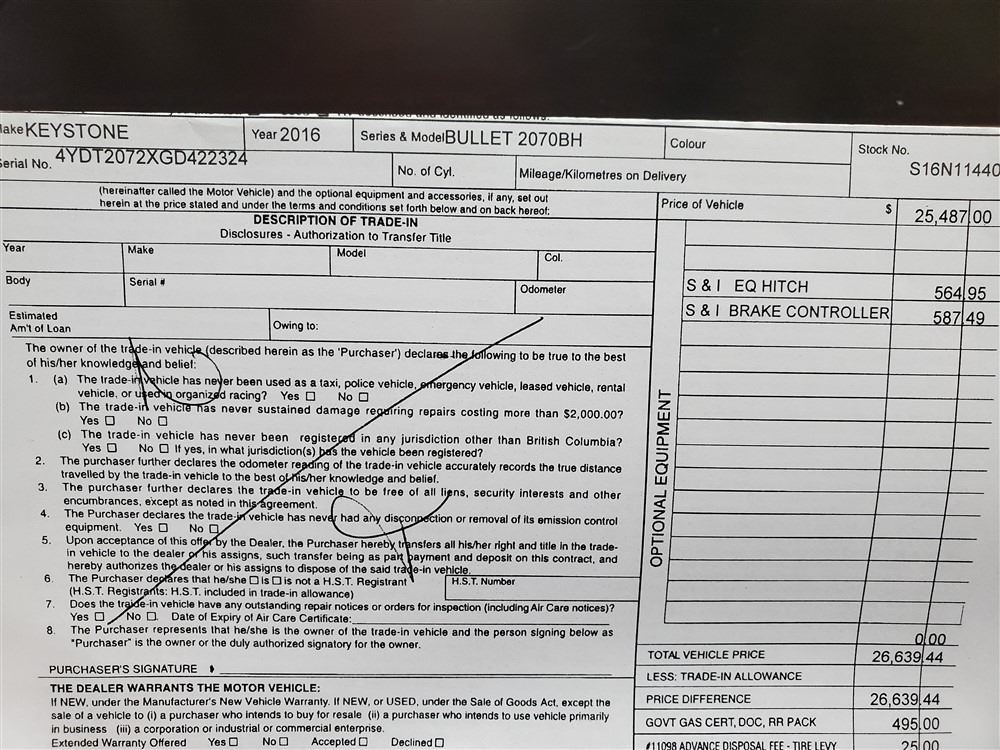 ake KEYSTONE Year 2016 Series & Model BULLET 2070BH Colour Stock No.
erial No. 4YDT2072XGD422324 No. of Cyl. Mileage/Kilometres on Delivery S16N11440
(hereinafter called the Motor Vehicle) and the optional equipment and accessories, if any, set out
herein at the price stated and under the terms and conditions set forth below and on back hereof:
DESCRIPTION OF TRADE-IN
Disclosures - Authorization to Transfer Title
Year Make Model Col.
Body Serial # Odometer
Estimated
Am't of Loan Owing to:
The owner of the trade-in vehicle (described herein as the 'Purchaser') declares the following to be true to the best
of his/her knowledge and belief:
1. (a) The trade-in vehicle has never been used as a taxi, police vehicle, emergency vehicle, leased vehicle, rental
vehicle, or used in organized racing? Yes ☐ No ☐
(b) The trade-in vehicle has never sustained damage requiring repairs costing more than $2,000.00?
Yes ☐ No ☐
(c) The trade-in vehicle has never been registered in any jurisdiction other than British Columbia?
Yes ☐ No ☐ If yes, in what jurisdiction(s) has the vehicle been registered?
2. The purchaser further declares the odometer reading of the trade-in vehicle accurately records the true distance
travelled by the trade-in vehicle to the best of his/her knowledge and belief.
3. The purchaser further declares the trade-in vehicle to be free of all liens, security interests and other
encumbrances, except as noted in this agreement.
4. The Purchaser declares the trade-in vehicle has never had any disconnection or removal of its emission control
equipment. Yes ☐ No ☐
5. Upon acceptance of this offer by the Dealer, the Purchaser hereby transfers all his/her right and title in the trade-
in vehicle to the dealer or his assigns, such transfer being as part payment and deposit on this contract, and
hereby authorizes the dealer or his assigns to dispose of the said trade-in vehicle.
6. The Purchaser declares that he/she ☐ is ☐ is not a H.S.T. Registrant H.S.T. Number
(H.S.T. Registrants: H.S.T. included in trade-in allowance)
7. Does the trade-in vehicle have any outstanding repair notices or orders for inspection (including Air Care notices)?
Yes ☐ No ☐. Date of Expiry of Air Care Certificate:
8. The Purchaser represents that he/she is the owner of the trade-in vehicle and the person signing below as
"Purchaser" is the owner or the duly authorized signatory for the owner.
PURCHASER'S SIGNATURE
THE DEALER WARRANTS THE MOTOR VEHICLE:
If NEW, under the Manufacturer's New Vehicle Warranty. If NEW, or USED, under the Sale of Goods Act, except the
sale of a vehicle to (i) a purchaser who intends to buy for resale (ii) a purchaser who intends to use vehicle primarily
in business (iii) a corporation or industrial or commercial enterprise.
Extended Warranty Offered Yes ☐ No ☐ Accepted ☐ Declined ☐
Price of Vehicle $ 25,487.00
OPTIONAL EQUIPMENT
S & I EQ HITCH 564.95
S & I BRAKE CONTROLLER 587.49
0.00
TOTAL VEHICLE PRICE 26,639.44
LESS: TRADE-IN ALLOWANCE
PRICE DIFFERENCE 26,639.44
GOVT GAS CERT, DOC, RR PACK 495.00
#11098 ADVANCE DISPOSAL FEE - TIRE LEVY 25.00